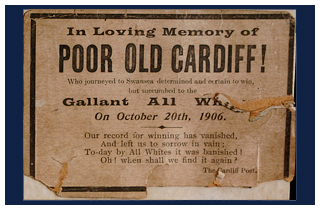 In Loving Memory of
POOR OLD CARDIFF!
Who journeyed to Swansea determined and certain to win,
but succumbed to the
Gallant All Whi
On October 20th, 1906.
Our record for winning has vanished,
And left us to sorrow in vain;
To-day by All Whites it was banished!
Oh! when shall we find it again?
The Cardiff Post.